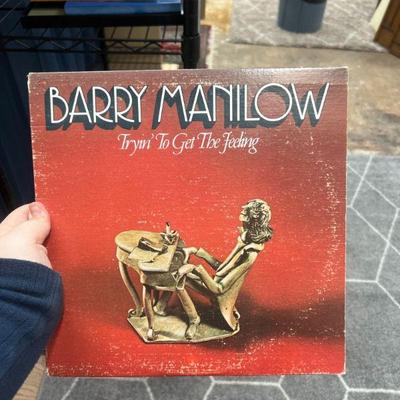 BARRY MANILOW
Tryin' To Get The Feeling